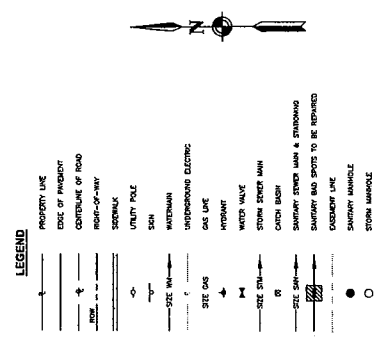 LEGEND
PROPERTY LINE
EDGE OF PAVEMENT
CENTERLINE OF ROAD
ROW RIGHT-OF-WAY
SIDEWALK
UTILITY POLE
SIGN
SIZE WM WATERMAIN
UNDERGROUND ELECTRIC
SIZE GAS GAS LINE
HYDRANT
WATER VALVE
SIZE STM STORM SEWER MAIN
CATCH BASIN
SIZE SAN SANITARY SEWER MAIN & STATIONING
SANITARY BAD SPOTS TO BE REPAIRED
EASEMENT LINE
SANITARY MANHOLE
STORM MANHOLE
N